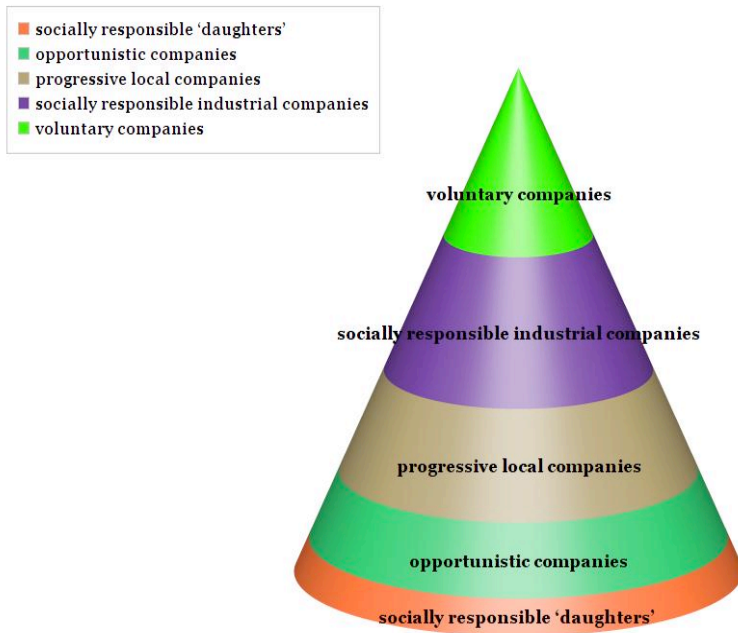 socially responsible ‘daughters’
opportunistic companies
progressive local companies
socially responsible industrial companies
voluntary companies
voluntary companies
socially responsible industrial companies
progressive local companies
opportunistic companies
socially responsible ‘daughters’